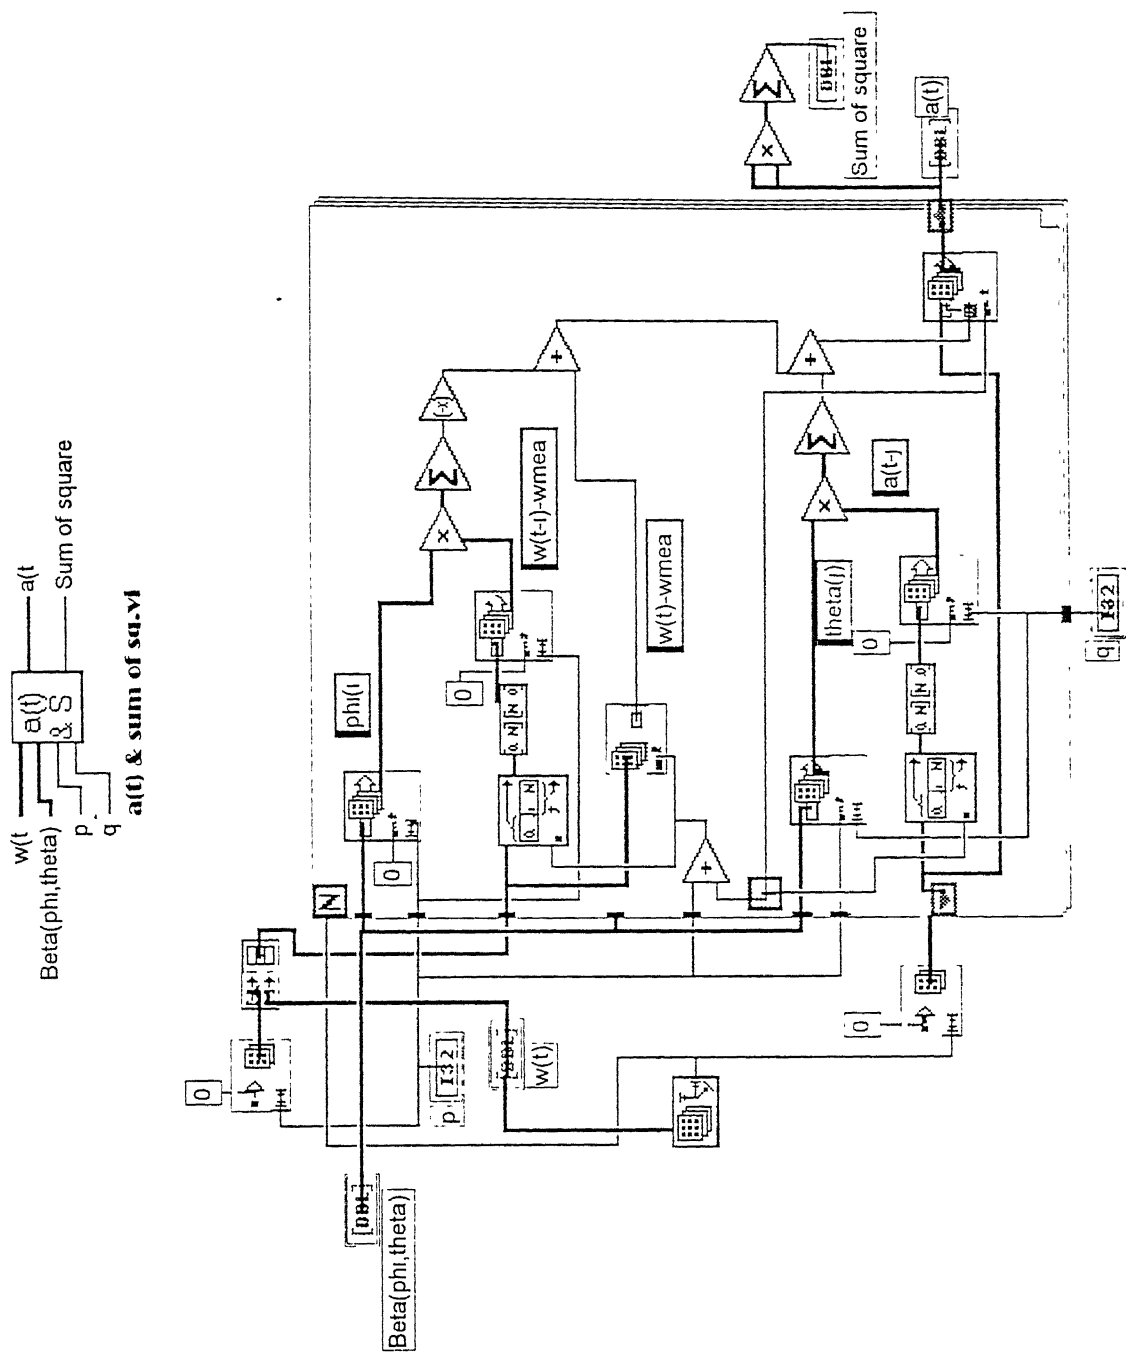 w(t
Beta(phi,theta)
p
q
a(t)
& S
a(t
Sum of square
a(t) & sum of sq.vi
Beta(phi,theta)
[DBL]
0
p
I32
w(t)
N
phi(i
0
0
w(t-i)-wmea
w(t)-wmea
theta(j)
0
a(t-j
0
q
I32
[DBL]
Sum of square
[DBL]
a(t)